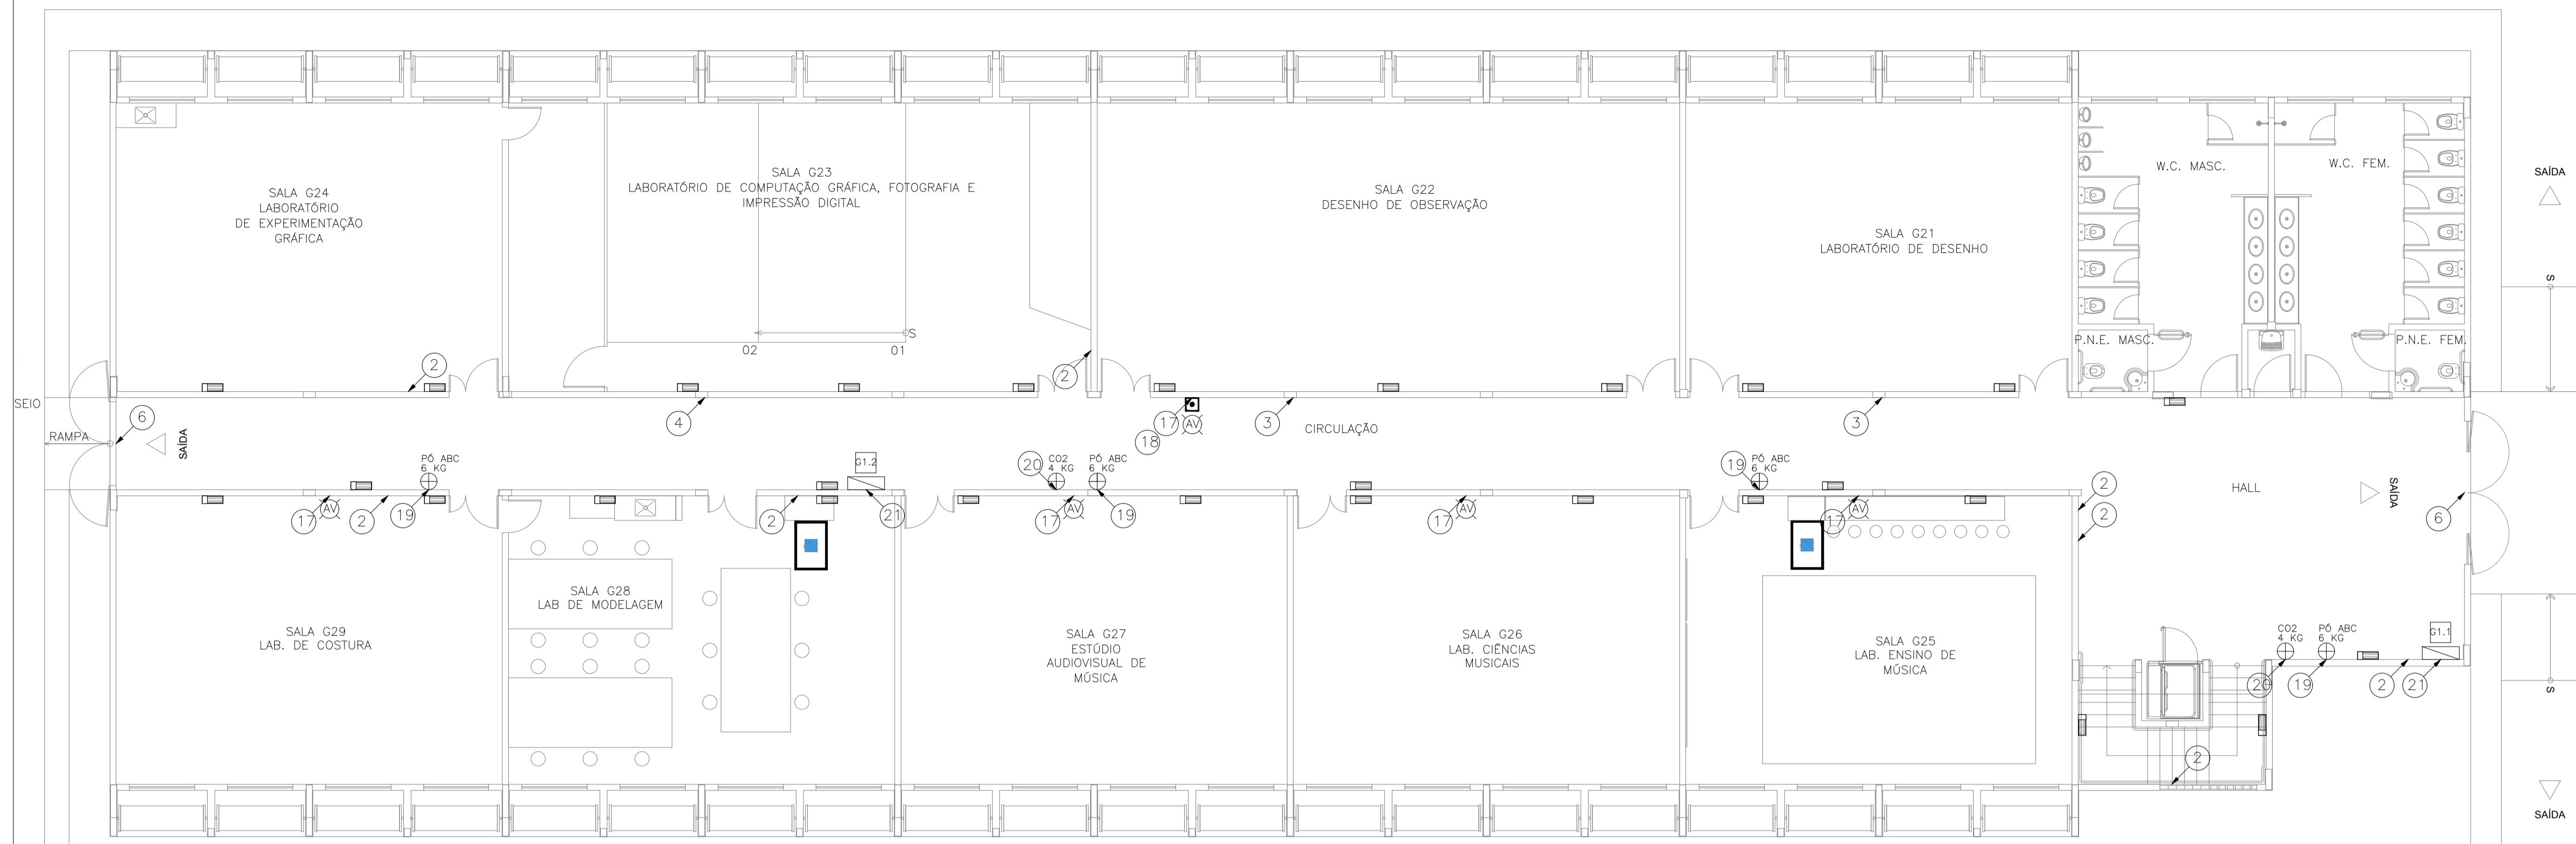 SALA G24
LABORATÓRIO
DE EXPERIMENTAÇÃO
GRÁFICA
SALA G23
LABORATÓRIO DE COMPUTAÇÃO GRÁFICA, FOTOGRAFIA E
IMPRESSÃO DIGITAL
SALA G22
DESENHO DE OBSERVAÇÃO
SALA G21
LABORATÓRIO DE DESENHO
W.C. MASC.
W.C. FEM.
SAÍDA
S
S
02
01
P.N.E. MASC.
P.N.E. FEM.
2
2
SEIO
6
RAMPA
SAÍDA
4
17
AV
18
3
CIRCULAÇÃO
3
PÓ ABC
6 KG
G1.2
20
CO2
4 KG
PÓ ABC
6 KG
19
PÓ ABC
6 KG
HALL
SAÍDA
6
17
AV
2
19
2
21
17
AV
19
17
AV
17
AV
2
2
SALA G29
LAB. DE COSTURA
SALA G28
LAB DE MODELAGEM
SALA G27
ESTÚDIO
AUDIOVISUAL DE
MÚSICA
SALA G26
LAB. CIÊNCIAS
MUSICAIS
SALA G25
LAB. ENSINO DE
MÚSICA
CO2
4 KG
PÓ ABC
6 KG
G1.1
20
19
2
21
S
2
SAÍDA